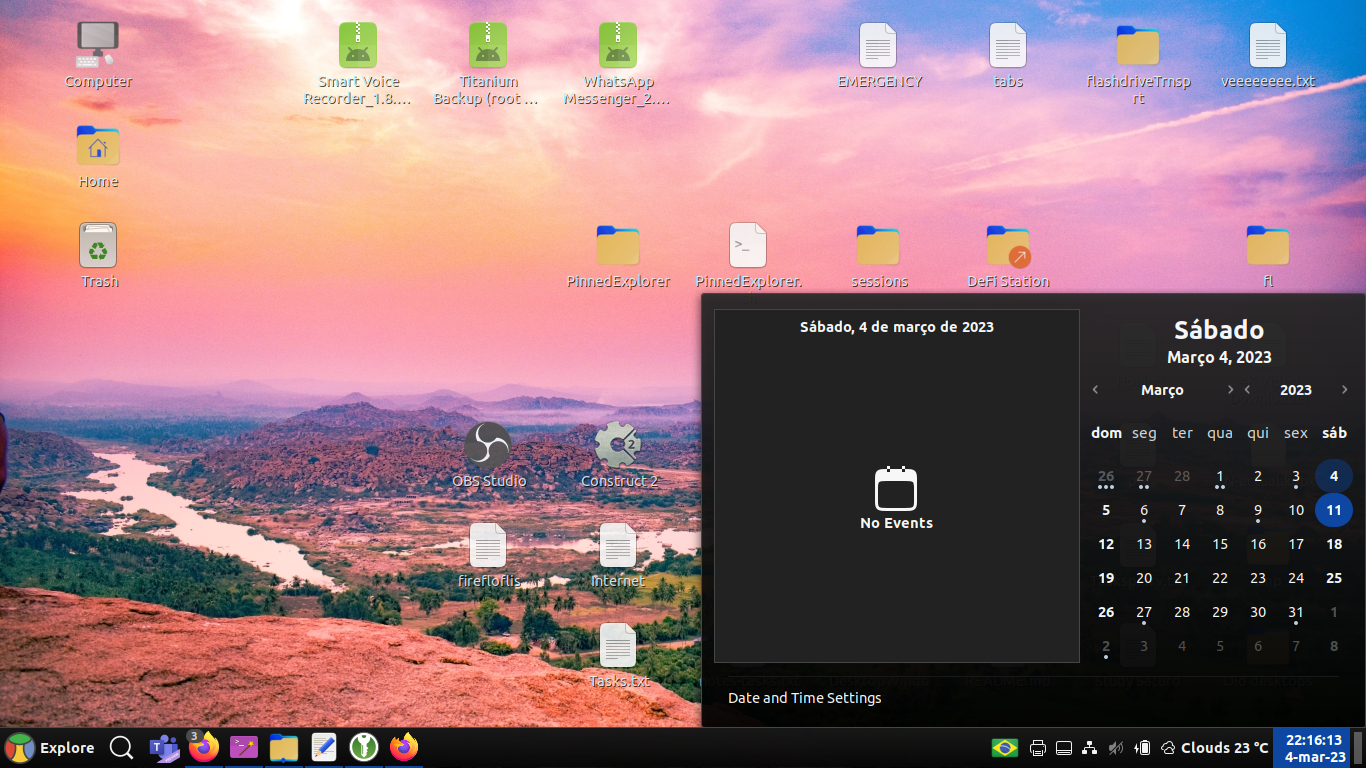 Computer
Smart Voice
Recorder_1.8....
Titanium
Backup (root ...
WhatsApp
Messenger_2....
EMERGENCY
tabs
flashdriveTrnsp
rt
veeeeeeee.txt
Home
Trash
PinnedExplorer
PinnedExplorer.
sessions
DeFi Station
fl
OBS Studio
Construct 2
firefloflis
Internet
Tasks.txt
Sábado, 4 de março de 2023
No Events
Date and Time Settings
Sábado
Março 4, 2023
Março 2023
dom seg ter qua qui sex sáb
26 27 28 1 2 3 4
5 6 7 8 9 10 11
12 13 14 15 16 17 18
19 20 21 22 23 24 25
26 27 28 29 30 31 1
2 3 4 5 6 7 8
Explore
3
Clouds 23 °C
22:16:13
4-mar-23